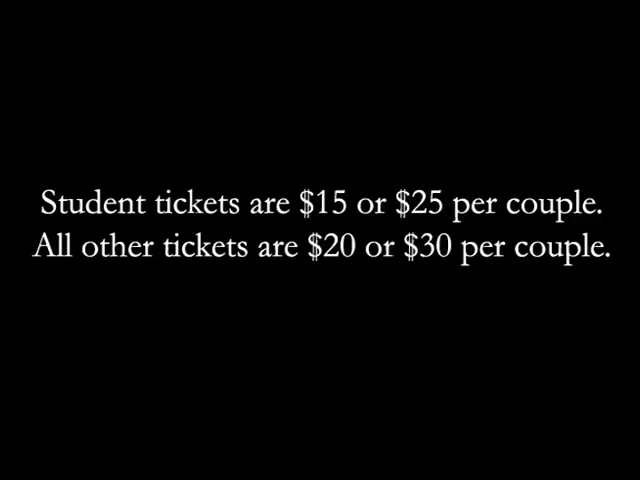 Student tickets are $15 or $25 per couple.
All other tickets are $20 or $30 per couple.